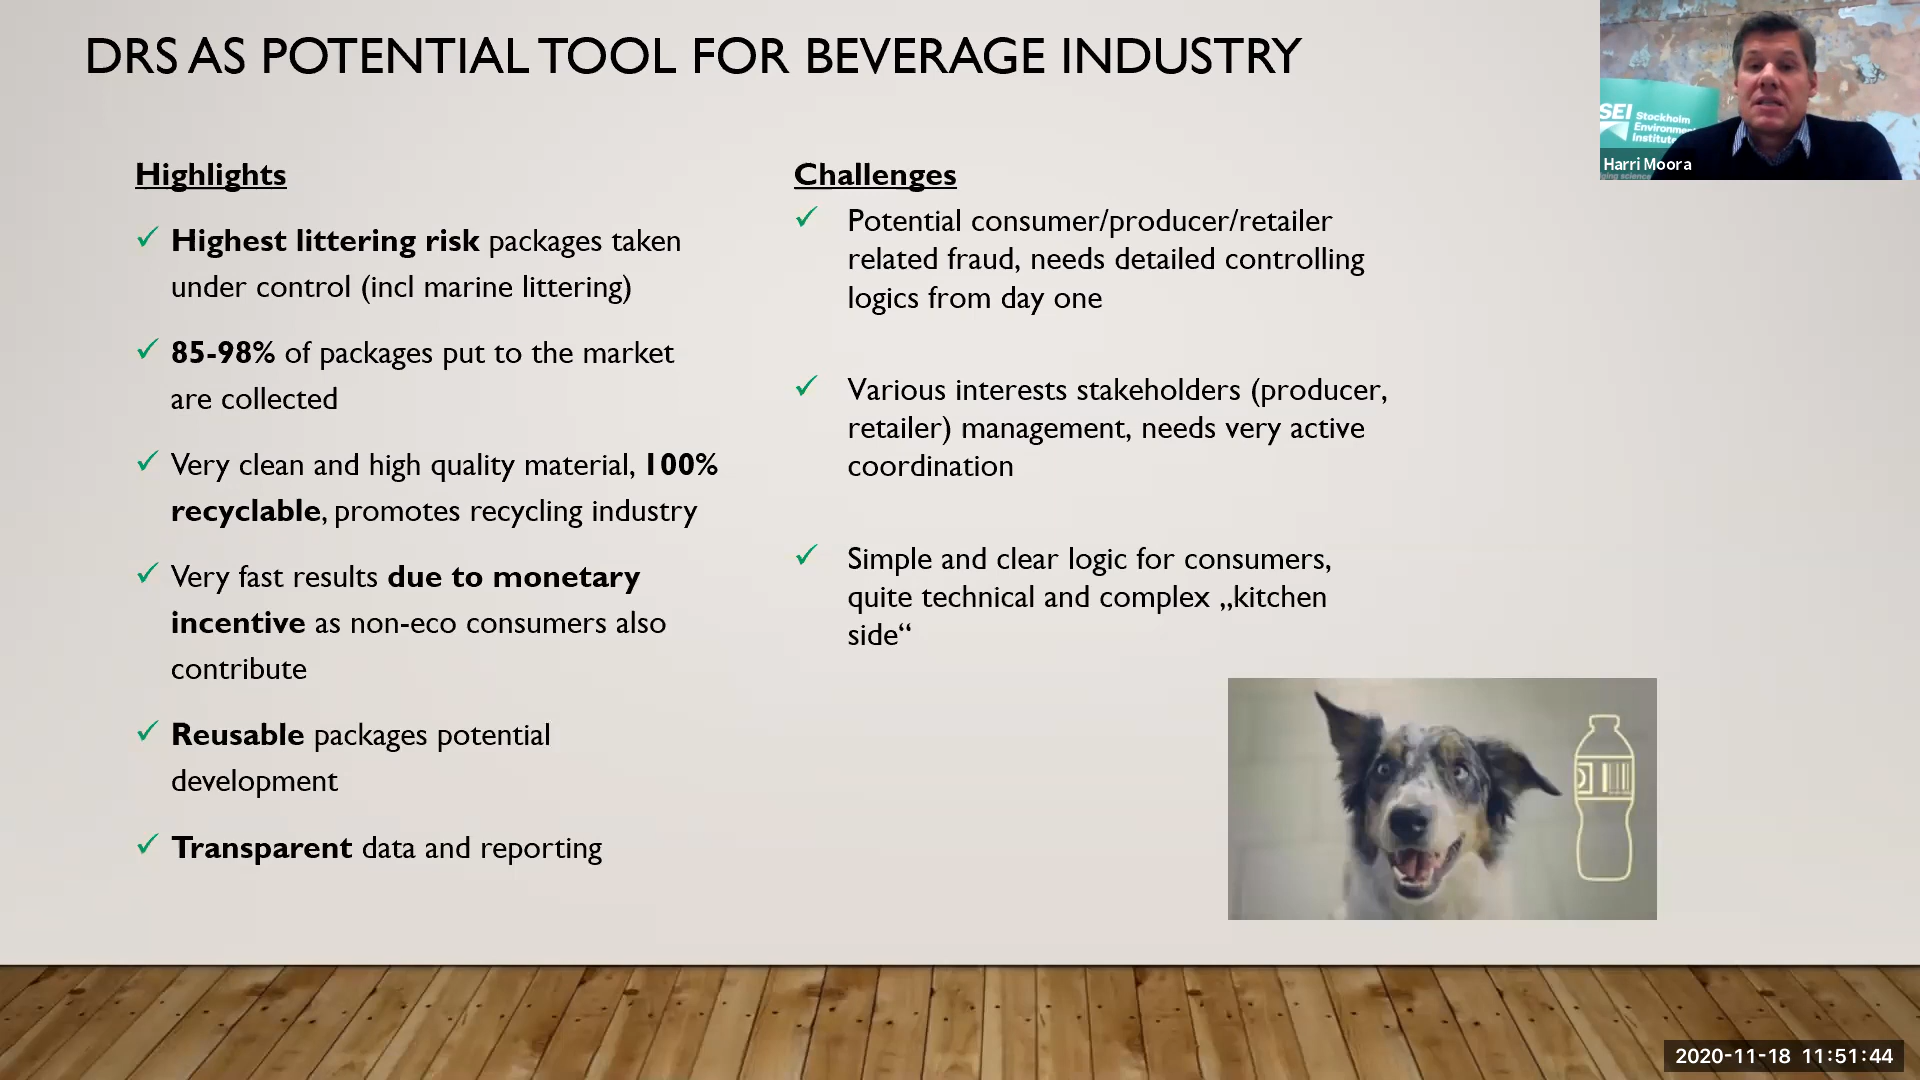 DRS AS POTENTIAL TOOL FOR BEVERAGE INDUSTRY
Highlights
Highest littering risk packages taken
under control (incl marine littering)
85-98% of packages put to the market
are collected
Very clean and high quality material, 100%
recyclable, promotes recycling industry
Very fast results due to monetary
incentive as non-eco consumers also
contribute
Reusable packages potential
development
Transparent data and reporting
Challenges
Potential consumer/producer/retailer
related fraud, needs detailed controlling
logics from day one
Various interests stakeholders (producer,
retailer) management, needs very active
coordination
Simple and clear logic for consumers,
quite technical and complex „kitchen
side“
SEI Stockholm
Environme
Institute
Harri Moora
ging science
2020-11-18 11:51:44